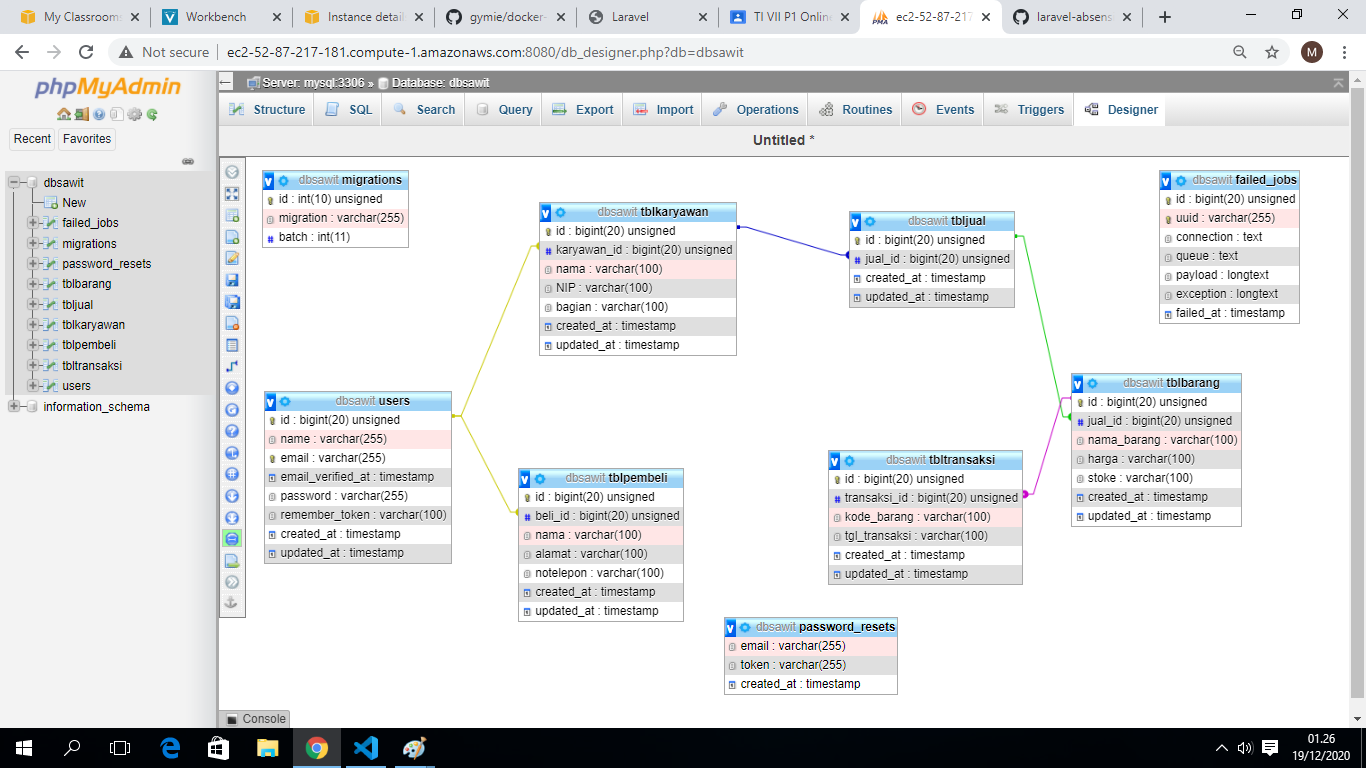 My Classrooms
Workbench
Instance detail
gymie/docker-
Laravel
TI VII P1 Online
ec2-52-87-217
laravel-absens
Not secure
ec2-52-87-217-181.compute-1.amazonaws.com:8080/db_designer.php?db=dbsawit
M
phpMyAdmin
Recent
Favorites
dbsawit
New
failed_jobs
migrations
password_resets
tblbarang
tbljual
tblkaryawan
tblpembeli
tbltransaksi
users
information_schema
Server: mysql:3306 » Database: dbsawit
Structure
SQL
Search
Query
Export
Import
Operations
Routines
Events
Triggers
Designer
Untitled *
v dbsawit migrations
id : int(10) unsigned
migration : varchar(255)
# batch : int(11)
v dbsawit users
id : bigint(20) unsigned
name : varchar(255)
email : varchar(255)
email_verified_at : timestamp
password : varchar(255)
remember_token : varchar(100)
created_at : timestamp
updated_at : timestamp
v dbsawit tblkaryawan
id : bigint(20) unsigned
# karyawan_id : bigint(20) unsigned
nama : varchar(100)
NIP : varchar(100)
bagian : varchar(100)
created_at : timestamp
updated_at : timestamp
v dbsawit tblpembeli
id : bigint(20) unsigned
# beli_id : bigint(20) unsigned
nama : varchar(100)
alamat : varchar(100)
notelepon : varchar(100)
created_at : timestamp
updated_at : timestamp
v dbsawit tbljual
id : bigint(20) unsigned
# jual_id : bigint(20) unsigned
created_at : timestamp
updated_at : timestamp
v dbsawit tbltransaksi
id : bigint(20) unsigned
# transaksi_id : bigint(20) unsigned
kode_barang : varchar(100)
tgl_transaksi : varchar(100)
created_at : timestamp
updated_at : timestamp
v dbsawit password_resets
email : varchar(255)
token : varchar(255)
created_at : timestamp
v dbsawit failed_jobs
id : bigint(20) unsigned
uuid : varchar(255)
connection : text
queue : text
payload : longtext
exception : longtext
failed_at : timestamp
v dbsawit tblbarang
id : bigint(20) unsigned
# jual_id : bigint(20) unsigned
nama_barang : varchar(100)
harga : varchar(100)
stoke : varchar(100)
created_at : timestamp
updated_at : timestamp
Console
01.26
19/12/2020